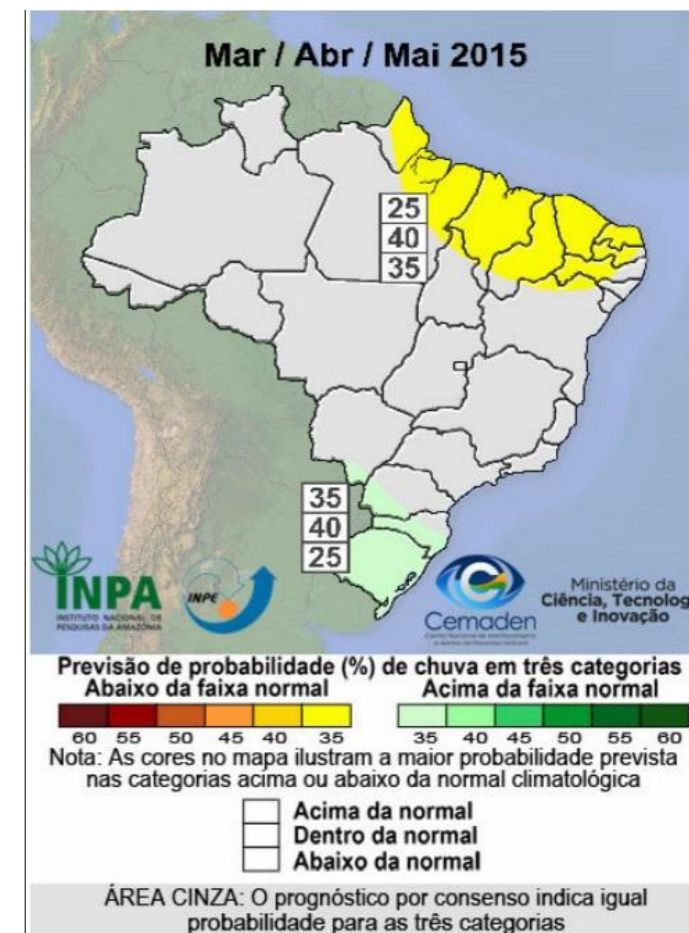 Mar / Abr / Mai 2015
25
40
35
35
40
25
INPA
INSTITUTO NACIONAL DE
PESQUISAS DA AMAZÔNIA
INPE
Cemaden
Ministério da
Ciência, Tecnolog
e Inovação
Previsão de probabilidade (%) de chuva em três categorias
Abaixo da faixa normal
Acima da faixa normal
60 55 50 45 40 35
35 40 45 50 55 60
Nota: As cores no mapa ilustram a maior probabilidade prevista
nas categorias acima ou abaixo da normal climatológica
Acima da normal
Dentro da normal
Abaixo da normal
ÁREA CINZA: O prognóstico por consenso indica igual
probabilidade para as três categorias